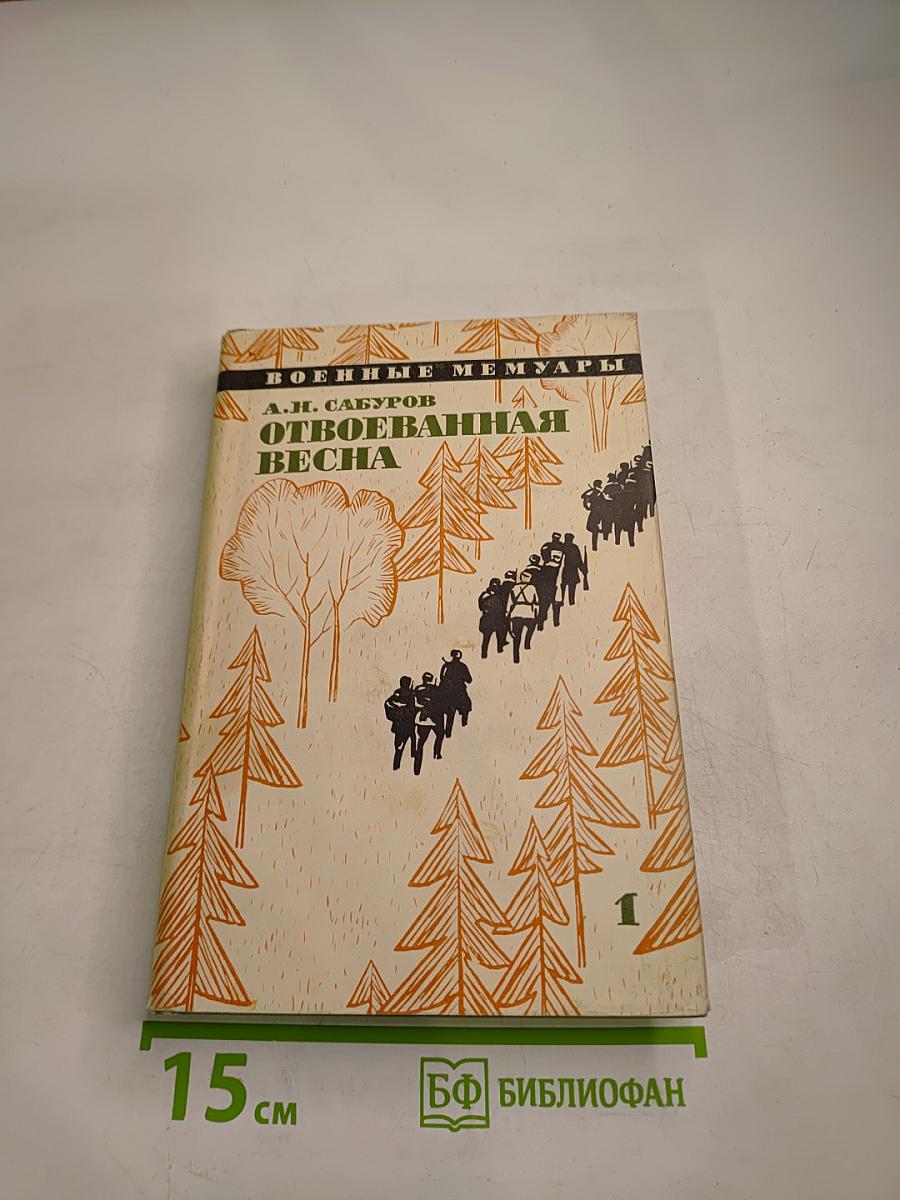 ВОЕННЫЕ МЕМУАРЫ
А.Н. САБУРОВ
ОТВОЕВАННАЯ
ВЕСНА
1
15 см
БФ БИБЛИОФАН